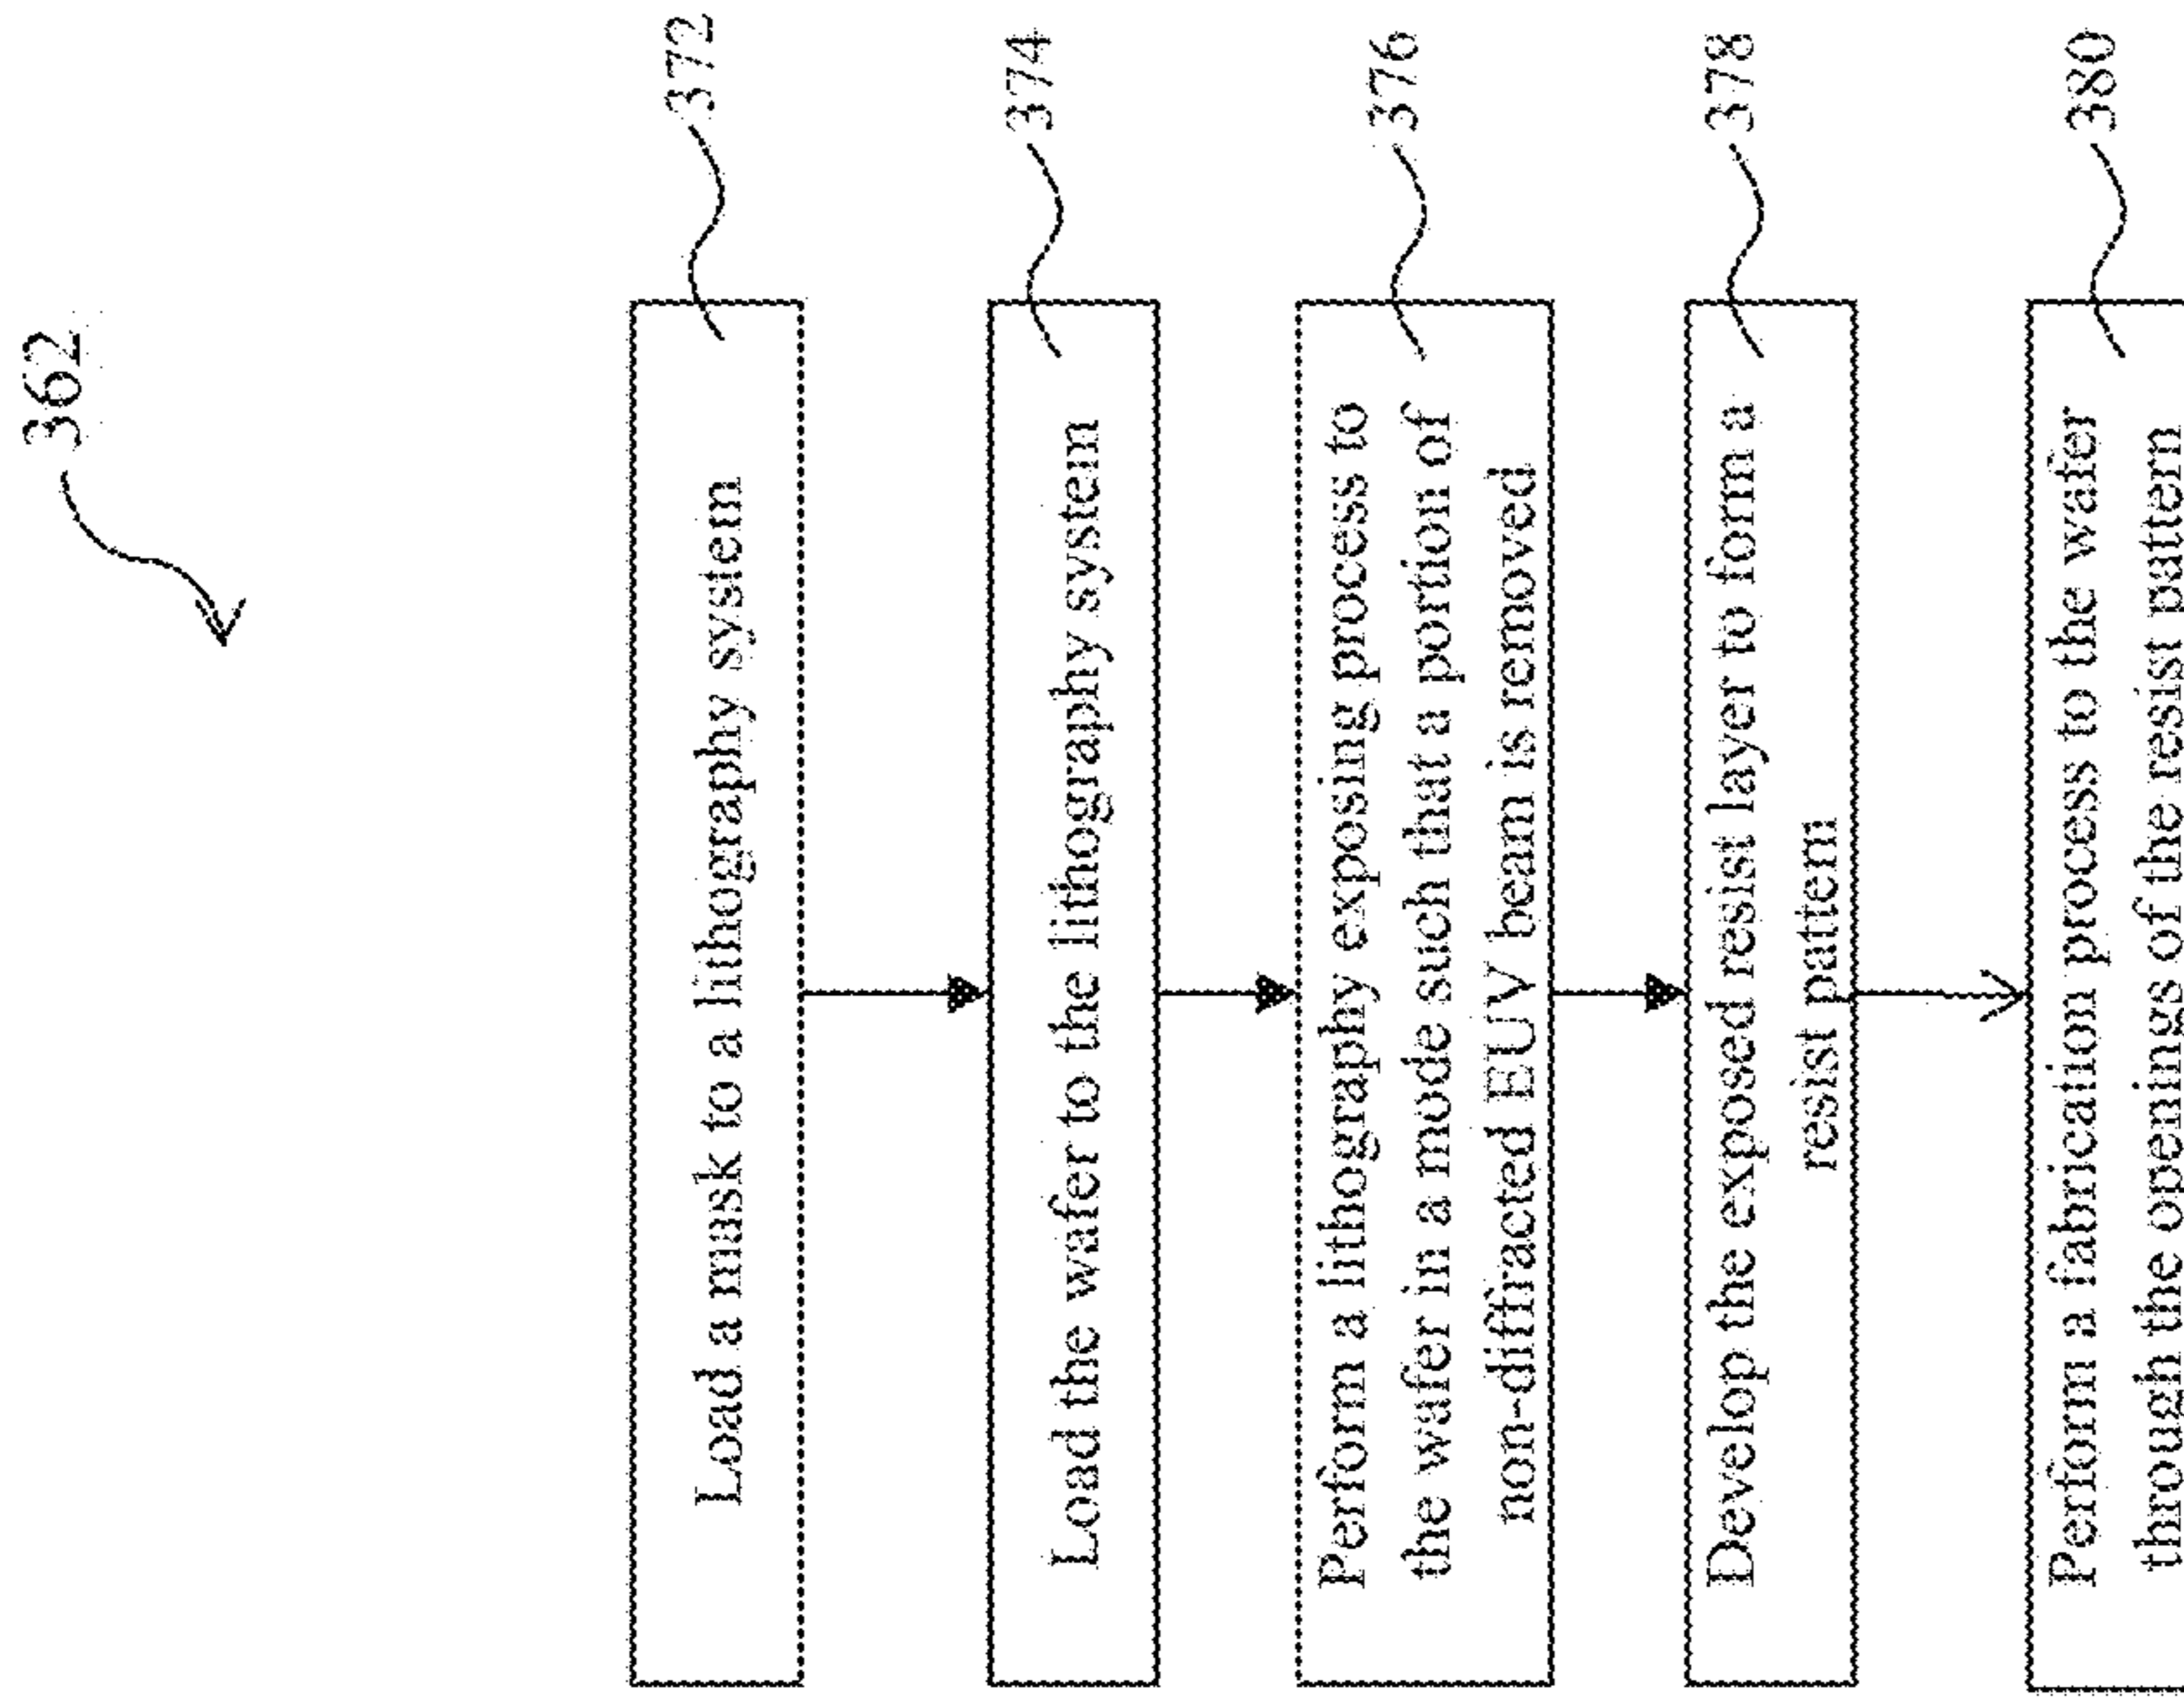 362
Load a mask to a lithography system
372
Load the wafer to the lithography system
374
Perform a lithography exposing process to
the wafer in a mode such that a portion of
non-diffracted EUV beam is removed
376
Develop the exposed resist layer to form a
resist pattern
378
Perform a fabrication process to the wafer
through the openings of the resist pattern
380